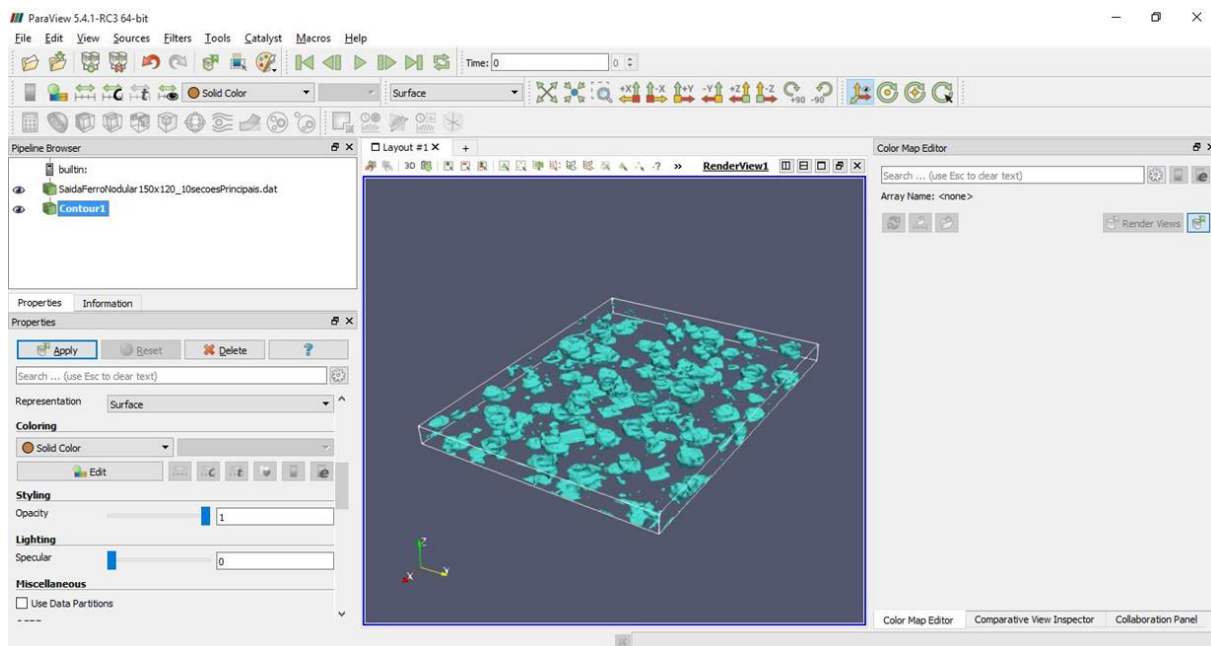 ParaView 5.4.1-RC3 64-bit
File Edit View Sources Filters Tools Catalyst Macros Help
Time: 0 0
Solid Color Surface +X -X +Y -Y +Z -Z +90 -90
Pipeline Browser
Layout #1 X +
Color Map Editor
3D » RenderView1
builtin:
SaidaFerroNodular150x120_10secoesPrincipais.dat
Contour1
Search ... (use Esc to clear text)
Array Name: <none>
Render Views
Properties Information
Properties
Apply Reset Delete ?
Search ... (use Esc to clear text)
Representation Surface
Coloring
Solid Color
Edit c t e
Styling
Opacity 1
Lighting
Specular 0
Miscellaneous
Use Data Partitions
Z
X Y
Color Map Editor Comparative View Inspector Collaboration Panel